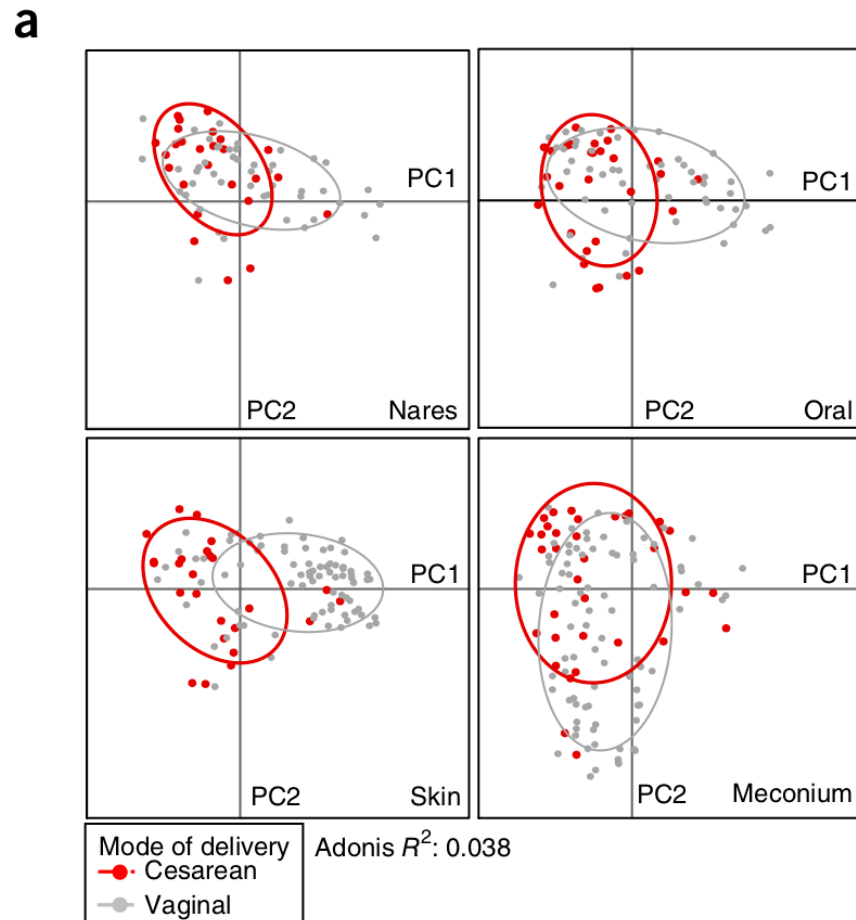 a
PC1
PC2
Nares
PC1
PC2
Oral
PC1
PC2
Skin
PC1
PC2
Meconium
Mode of delivery
Cesarean
Vaginal
Adonis R²: 0.038